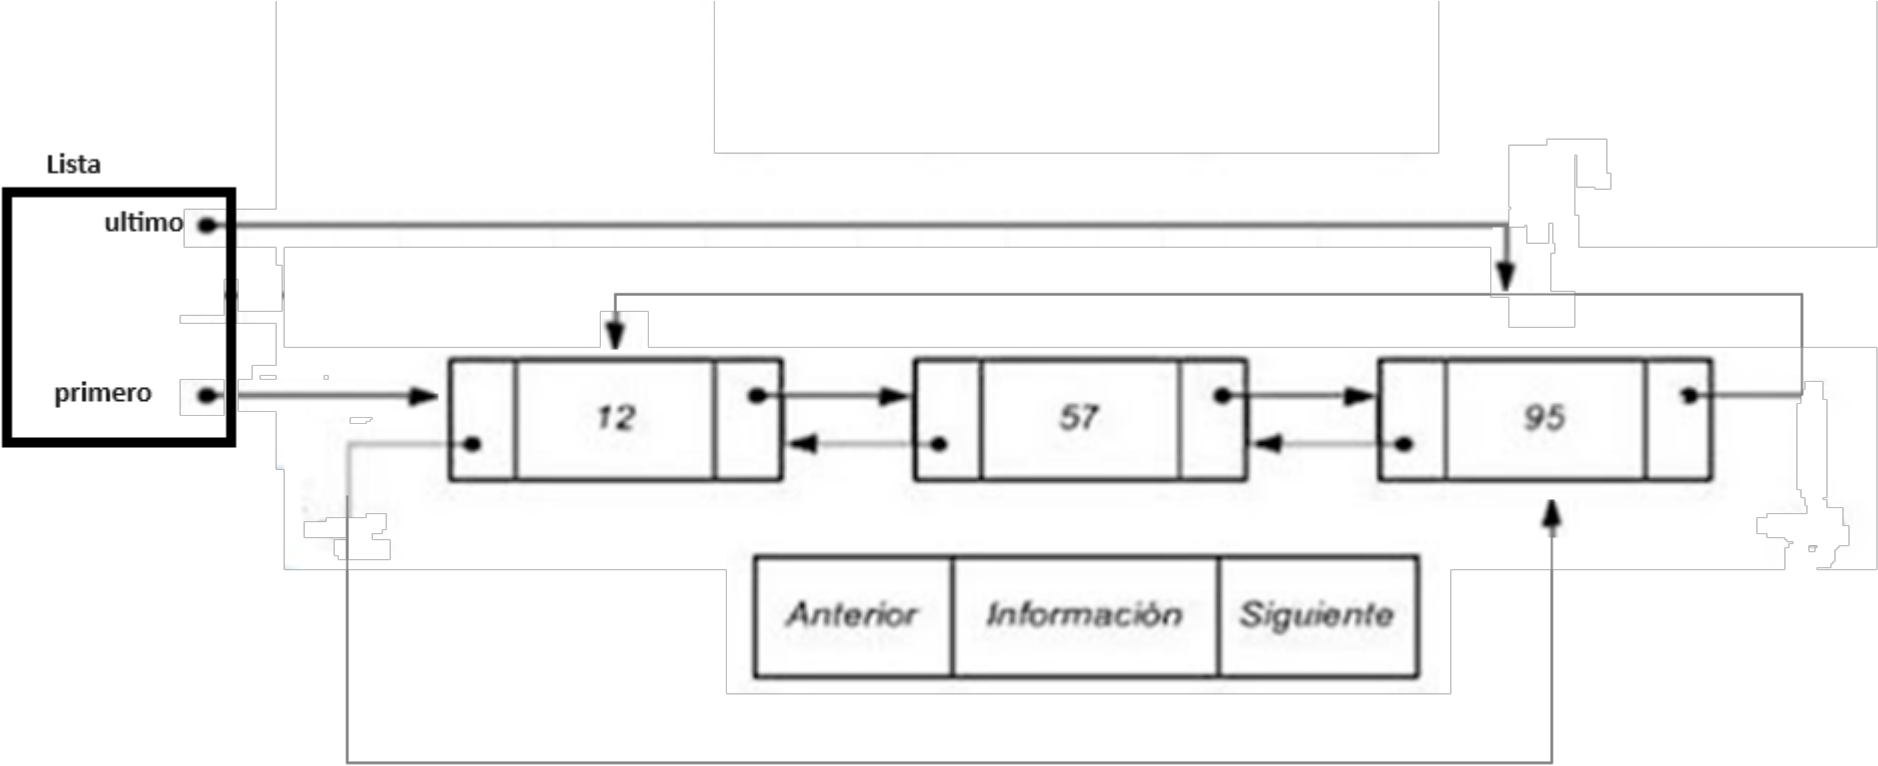 Lista
ultimo
primero
12
57
95
Anterior
Información
Siguiente